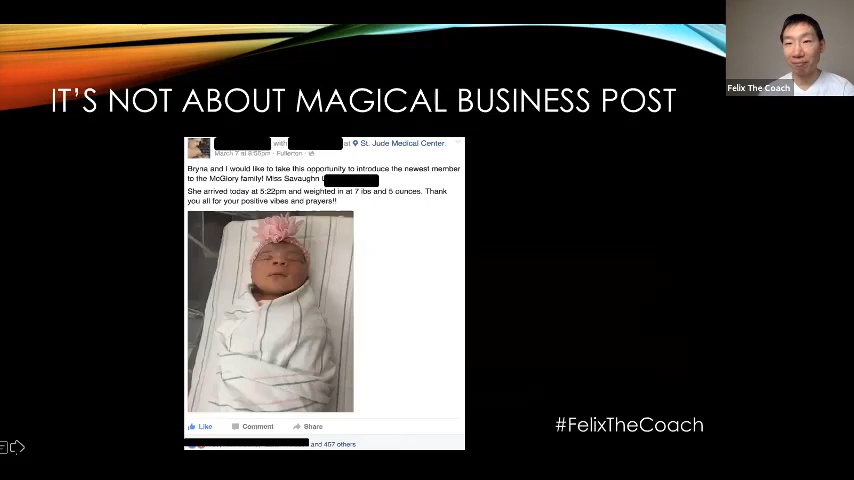 Felix The Coach
IT'S NOT ABOUT MAGICAL BUSINESS POST
with at St. Jude Medical Center.
March 7 at 8:55pm · Fullerton ·
Bryna and I would like to take this opportunity to introduce the newest member
to the McGlory family! Miss Savaughn
She arrived today at 5:22pm and weighted in at 7 lbs and 5 ounces. Thank
you all for your positive vibes and prayers!!
Like Comment Share
and 457 others
#FelixTheCoach